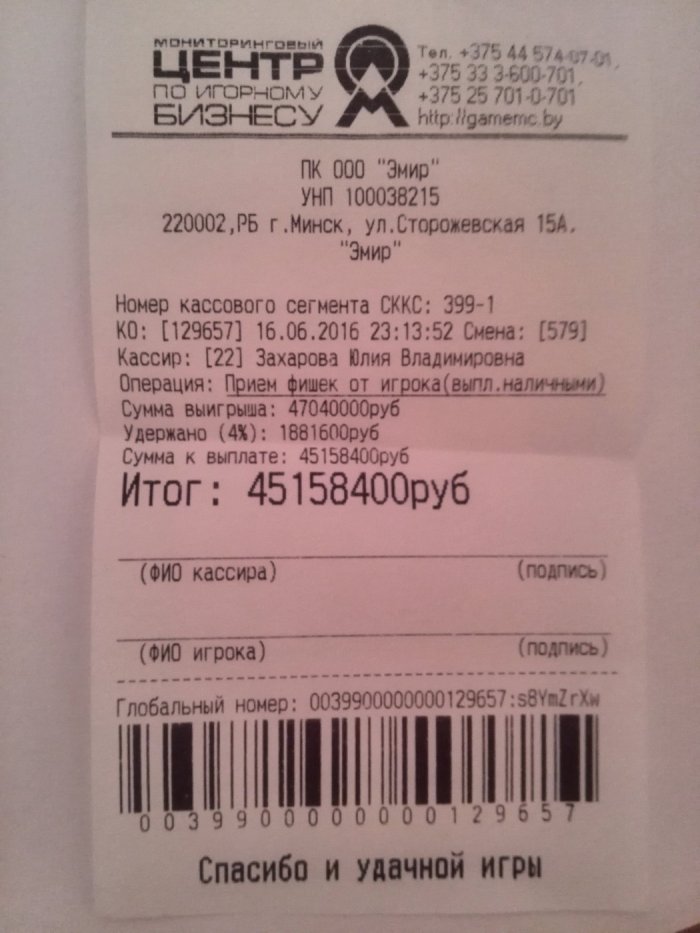 МОНИТОРИНГОВЫЙ
ЦЕНТР
ПО ИГОРНОМУ
БИЗНЕСУ
Тел. +375 44 574-07-01,
+375 33 3-600-701,
+375 25 701-0-701
http://gamemc.by
ПК ООО "Эмир"
УНП 100038215
220002,РБ г.Минск, ул.Сторожевская 15А.
"Эмир"
Номер кассового сегмента СККС: 399-1
КО: [129657] 16.06.2016 23:13:52 Смена: [579]
Кассир: [22] Захарова Юлия Владимировна
Операция: Прием фишек от игрока(выпл.наличными)
Сумма выигрыша: 47040000руб
Удержано (4%): 1881600руб
Сумма к выплате: 45158400руб
Итог: 45158400руб
(ФИО кассира) (подпись)
(ФИО игрока) (подпись)
Глобальный номер: 0039900000000129657:s8YmZrXw
0039900000000129657
Спасибо и удачной игры